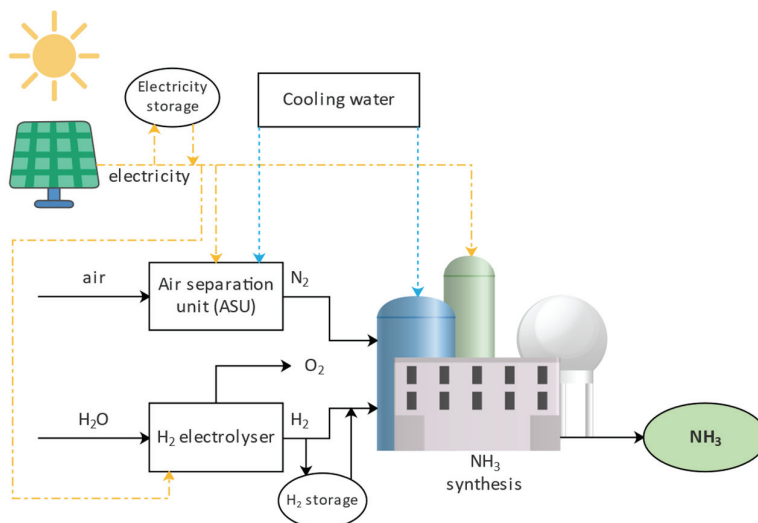 Electricity
storage
Cooling water
electricity
air
Air separation
unit (ASU)
N₂
O₂
H₂O
H₂ electrolyser
H₂
H₂ storage
NH₃
synthesis
NH₃